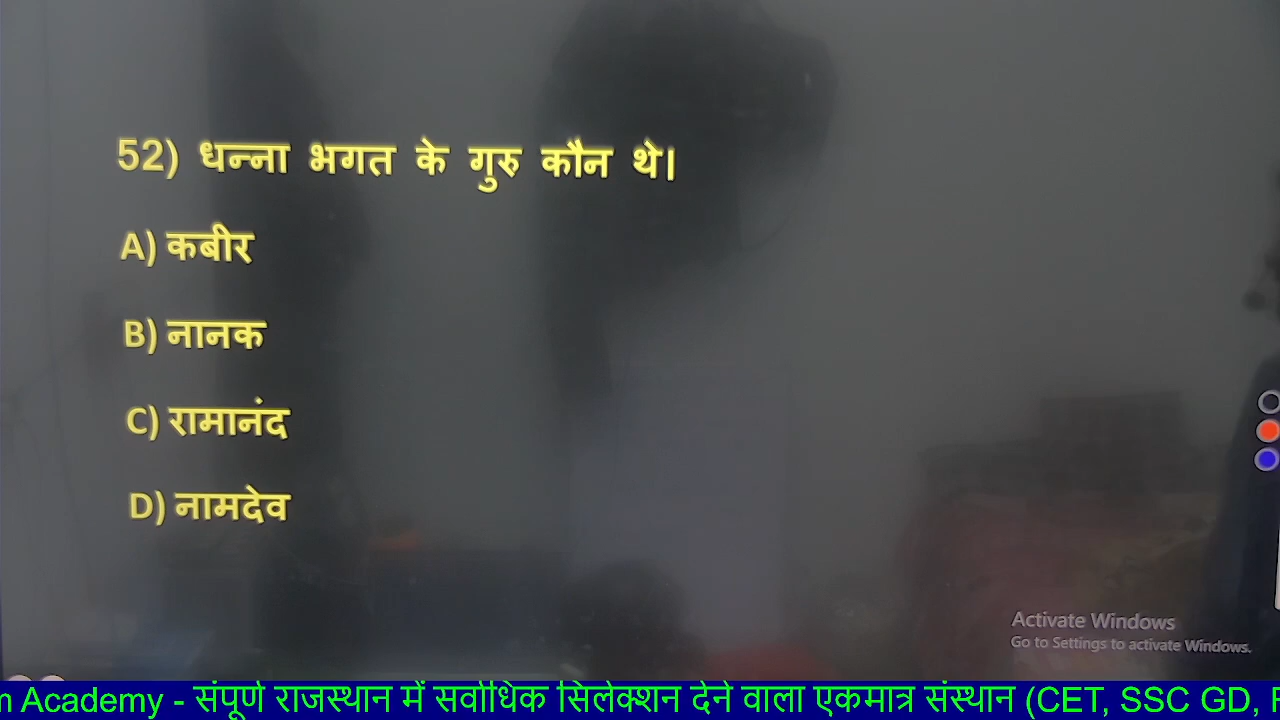 52) धन्ना भगत के गुरु कौन थे।
A) कबीर
B) नानक
C) रामानंद
D) नामदेव
Activate Windows
Go to Settings to activate Windows.
Academy - संपूर्ण राजस्थान में सर्वाधिक सिलेक्शन देने वाला एकमात्र संस्थान (CET, SSC GD,